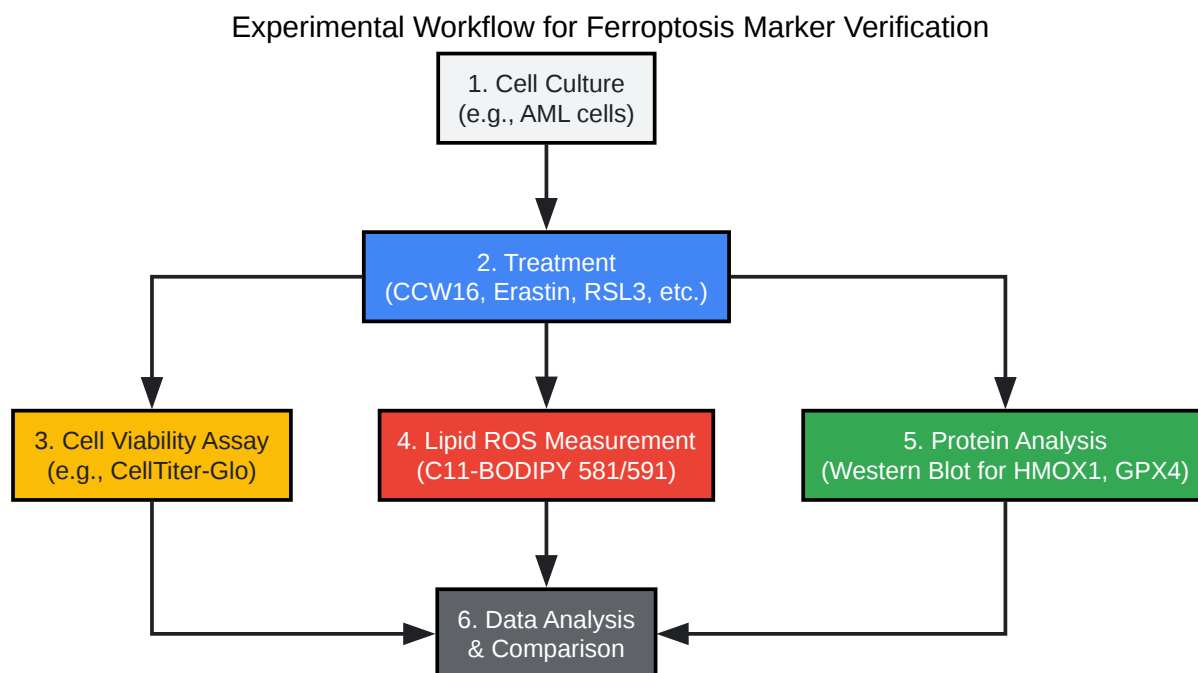 Experimental Workflow for Ferroptosis Marker Verification
1. Cell Culture
(e.g., AML cells)
2. Treatment
(CCW16, Erastin, RSL3, etc.)
3. Cell Viability Assay
(e.g., CellTiter-Glo)
4. Lipid ROS Measurement
(C11-BODIPY 581/591)
5. Protein Analysis
(Western Blot for HMOX1, GPX4)
6. Data Analysis
& Comparison